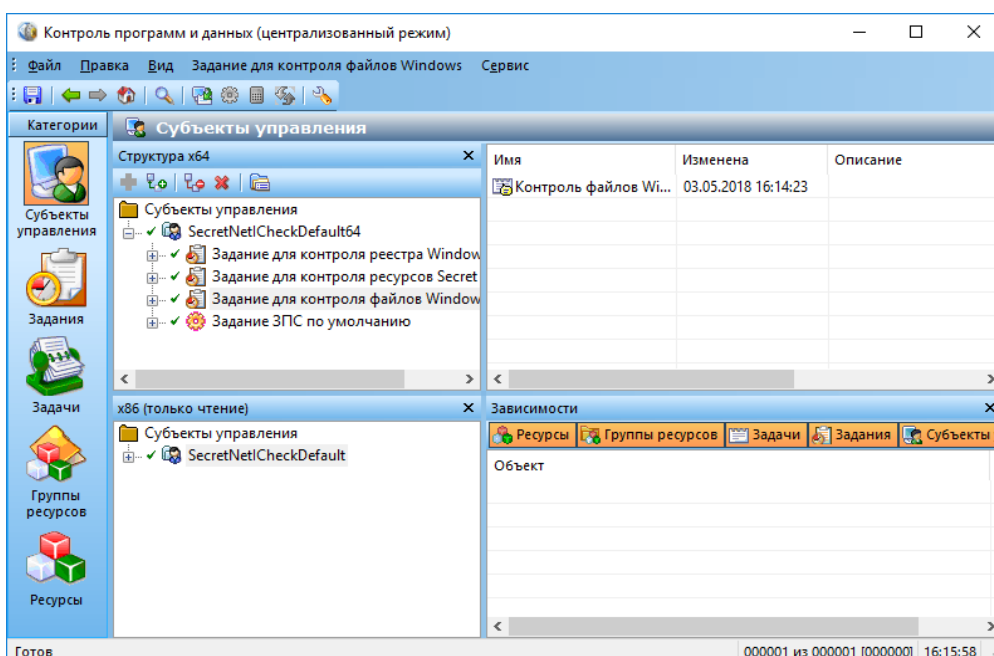 Контроль программ и данных (централизованный режим)
Файл Правка Вид Задание для контроля файлов Windows Сервис
Категории
Субъекты управления
Задания
Задачи
Группы ресурсов
Ресурсы
Субъекты управления
Структура x64
Субъекты управления
SecretNetICheckDefault64
Задание для контроля реестра Window
Задание для контроля ресурсов Secret
Задание для контроля файлов Window
Задание ЗПС по умолчанию
Имя Изменена Описание
Контроль файлов Wi... 03.05.2018 16:14:23
x86 (только чтение)
Субъекты управления
SecretNetICheckDefault
Зависимости
Ресурсы Группы ресурсов Задачи Задания Субъекты
Объект
Готов
000001 из 000001 [000000] 16:15:58